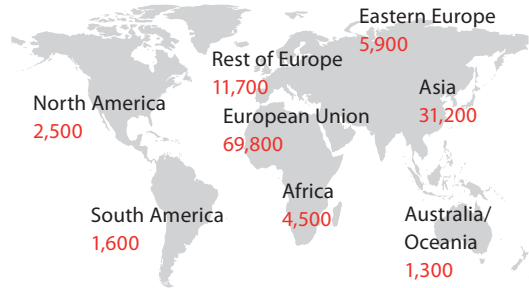 Eastern Europe
5,900
Rest of Europe
11,700
Asia
31,200
North America
2,500
European Union
69,800
Africa
4,500
South America
1,600
Australia/
Oceania
1,300